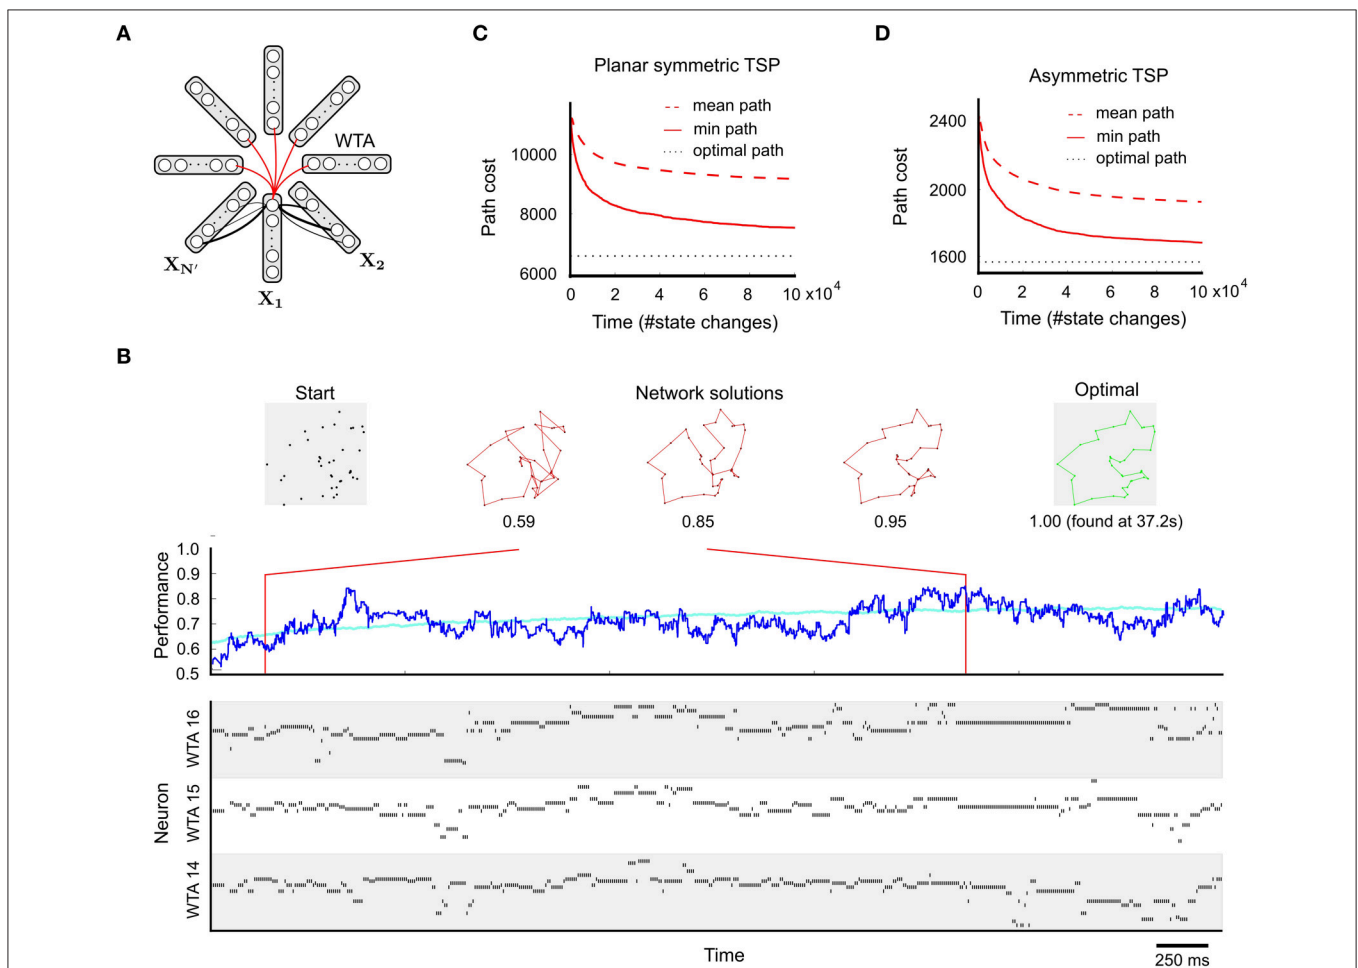 A
WTA
X_N'
X_1
X_2
C
Planar symmetric TSP
mean path
min path
optimal path
Path cost
10000
8000
6000
0 2 4 6 8 10 x10^4
Time (#state changes)
D
Asymmetric TSP
mean path
min path
optimal path
Path cost
2400
2000
1600
0 2 4 6 8 10 x10^4
Time (#state changes)
B
Start
Network solutions
Optimal
0.59
0.85
0.95
1.00 (found at 37.2s)
Performance
1.0
0.9
0.8
0.7
0.6
0.5
Neuron
WTA 16
WTA 15
WTA 14
Time
250 ms